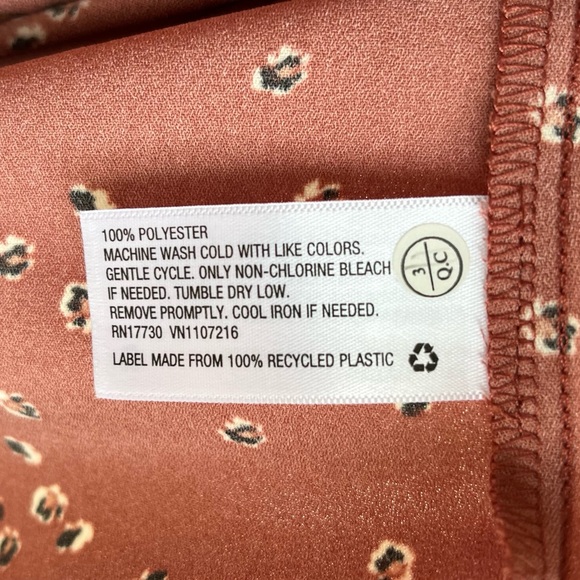 100% POLYESTER
MACHINE WASH COLD WITH LIKE COLORS.
GENTLE CYCLE. ONLY NON-CHLORINE BLEACH
IF NEEDED. TUMBLE DRY LOW.
REMOVE PROMPTLY. COOL IRON IF NEEDED.
RN17730 VN1107216
LABEL MADE FROM 100% RECYCLED PLASTIC
3
Q.C